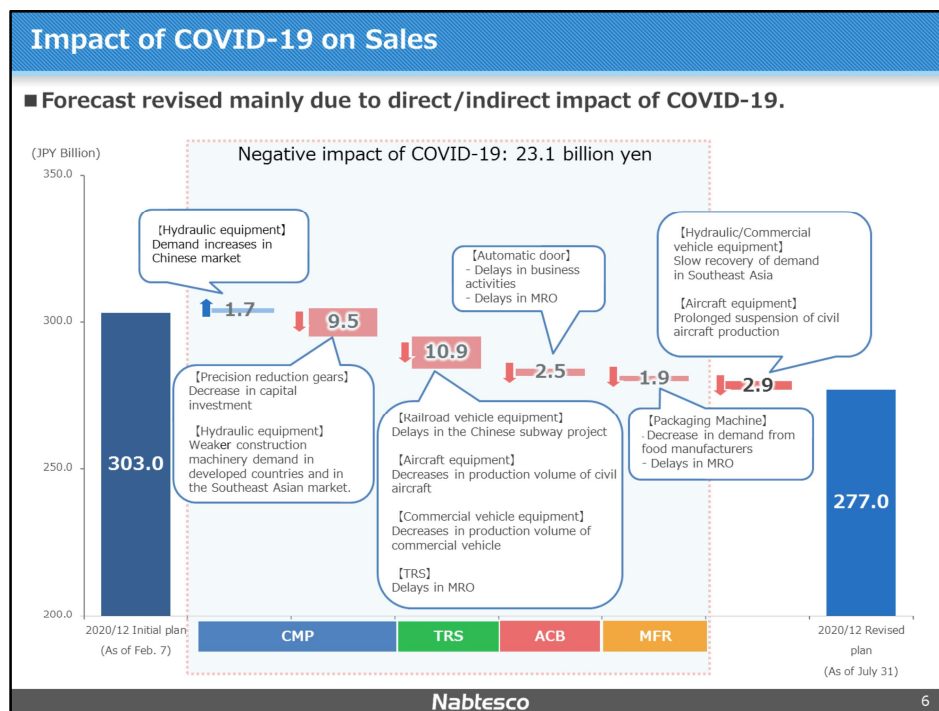 Impact of COVID-19 on Sales
■Forecast revised mainly due to direct/indirect impact of COVID-19.
(JPY Billion)
Negative impact of COVID-19: 23.1 billion yen
350.0
300.0
250.0
200.0
303.0
【Hydraulic equipment】
Demand increases in
Chinese market
1.7
9.5
【Precision reduction gears】
Decrease in capital
investment
【Hydraulic equipment】
Weaker construction
machinery demand in
developed countries and in
the Southeast Asian market.
10.9
【Railroad vehicle equipment】
Delays in the Chinese subway project
【Aircraft equipment】
Decreases in production volume of civil
aircraft
【Commercial vehicle equipment】
Decreases in production volume of
commercial vehicle
【TRS】
Delays in MRO
【Automatic door】
- Delays in business
activities
- Delays in MRO
2.5
1.9
【Packaging Machine】
- Decrease in demand from
food manufacturers
- Delays in MRO
【Hydraulic/Commercial
vehicle equipment】
Slow recovery of demand
in Southeast Asia
【Aircraft equipment】
Prolonged suspension of civil
aircraft production
2.9
277.0
2020/12 Initial plan
(As of Feb. 7)
CMP
TRS
ACB
MFR
2020/12 Revised
plan
(As of July 31)
Nabtesco
6